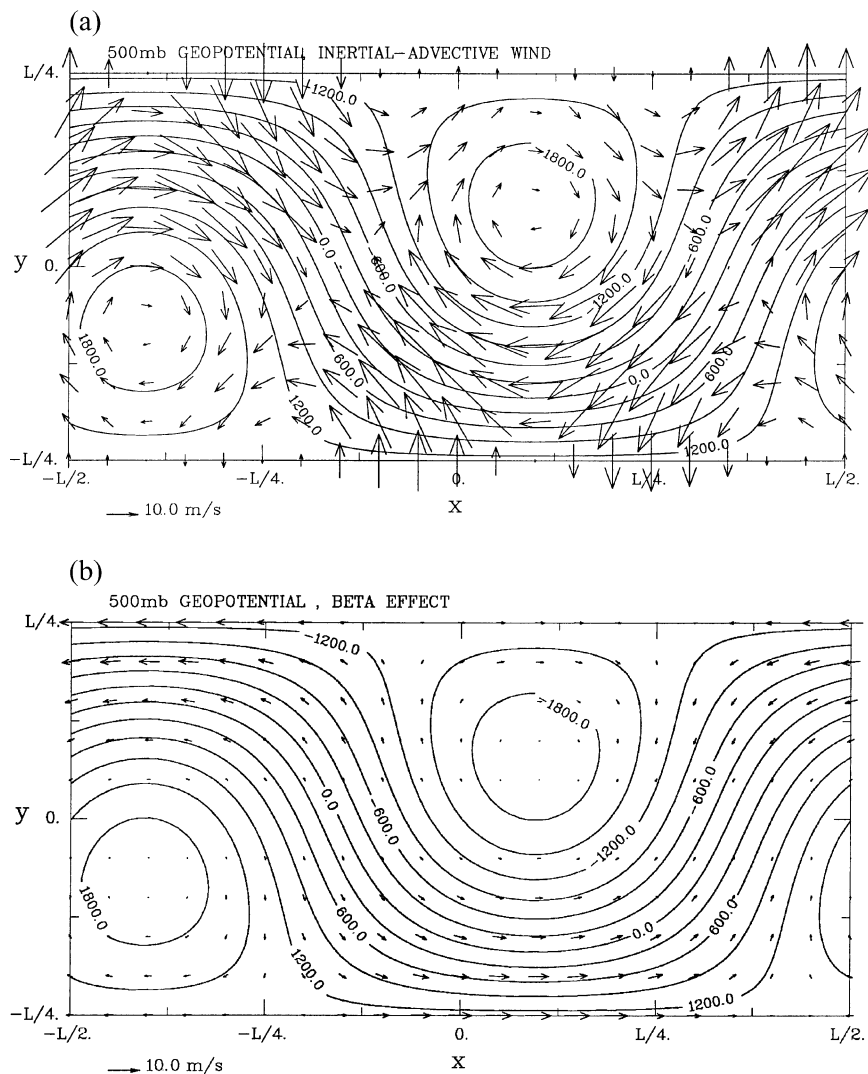 (a)
500mb GEOPOTENTIAL, INERTIAL-ADVECTIVE WIND
L/4.
-1200.0
-1800.0
0.0
-600.0
-600.0
y 0.
-1200.0
1800.0
600.0
0.0
600.0
1200.0
1200.0
-L/4.
-L/2. -L/4. 0. L/4. L/2.
10.0 m/s
x
(b)
500mb GEOPOTENTIAL , BETA EFFECT
L/4.
-1200.0
-1800.0
0.0
-600.0
-600.0
y 0.
-1200.0
1800.0
600.0
0.0
600.0
1200.0
1200.0
-L/4.
-L/2. -L/4. 0. L/4. L/2.
10.0 m/s
x